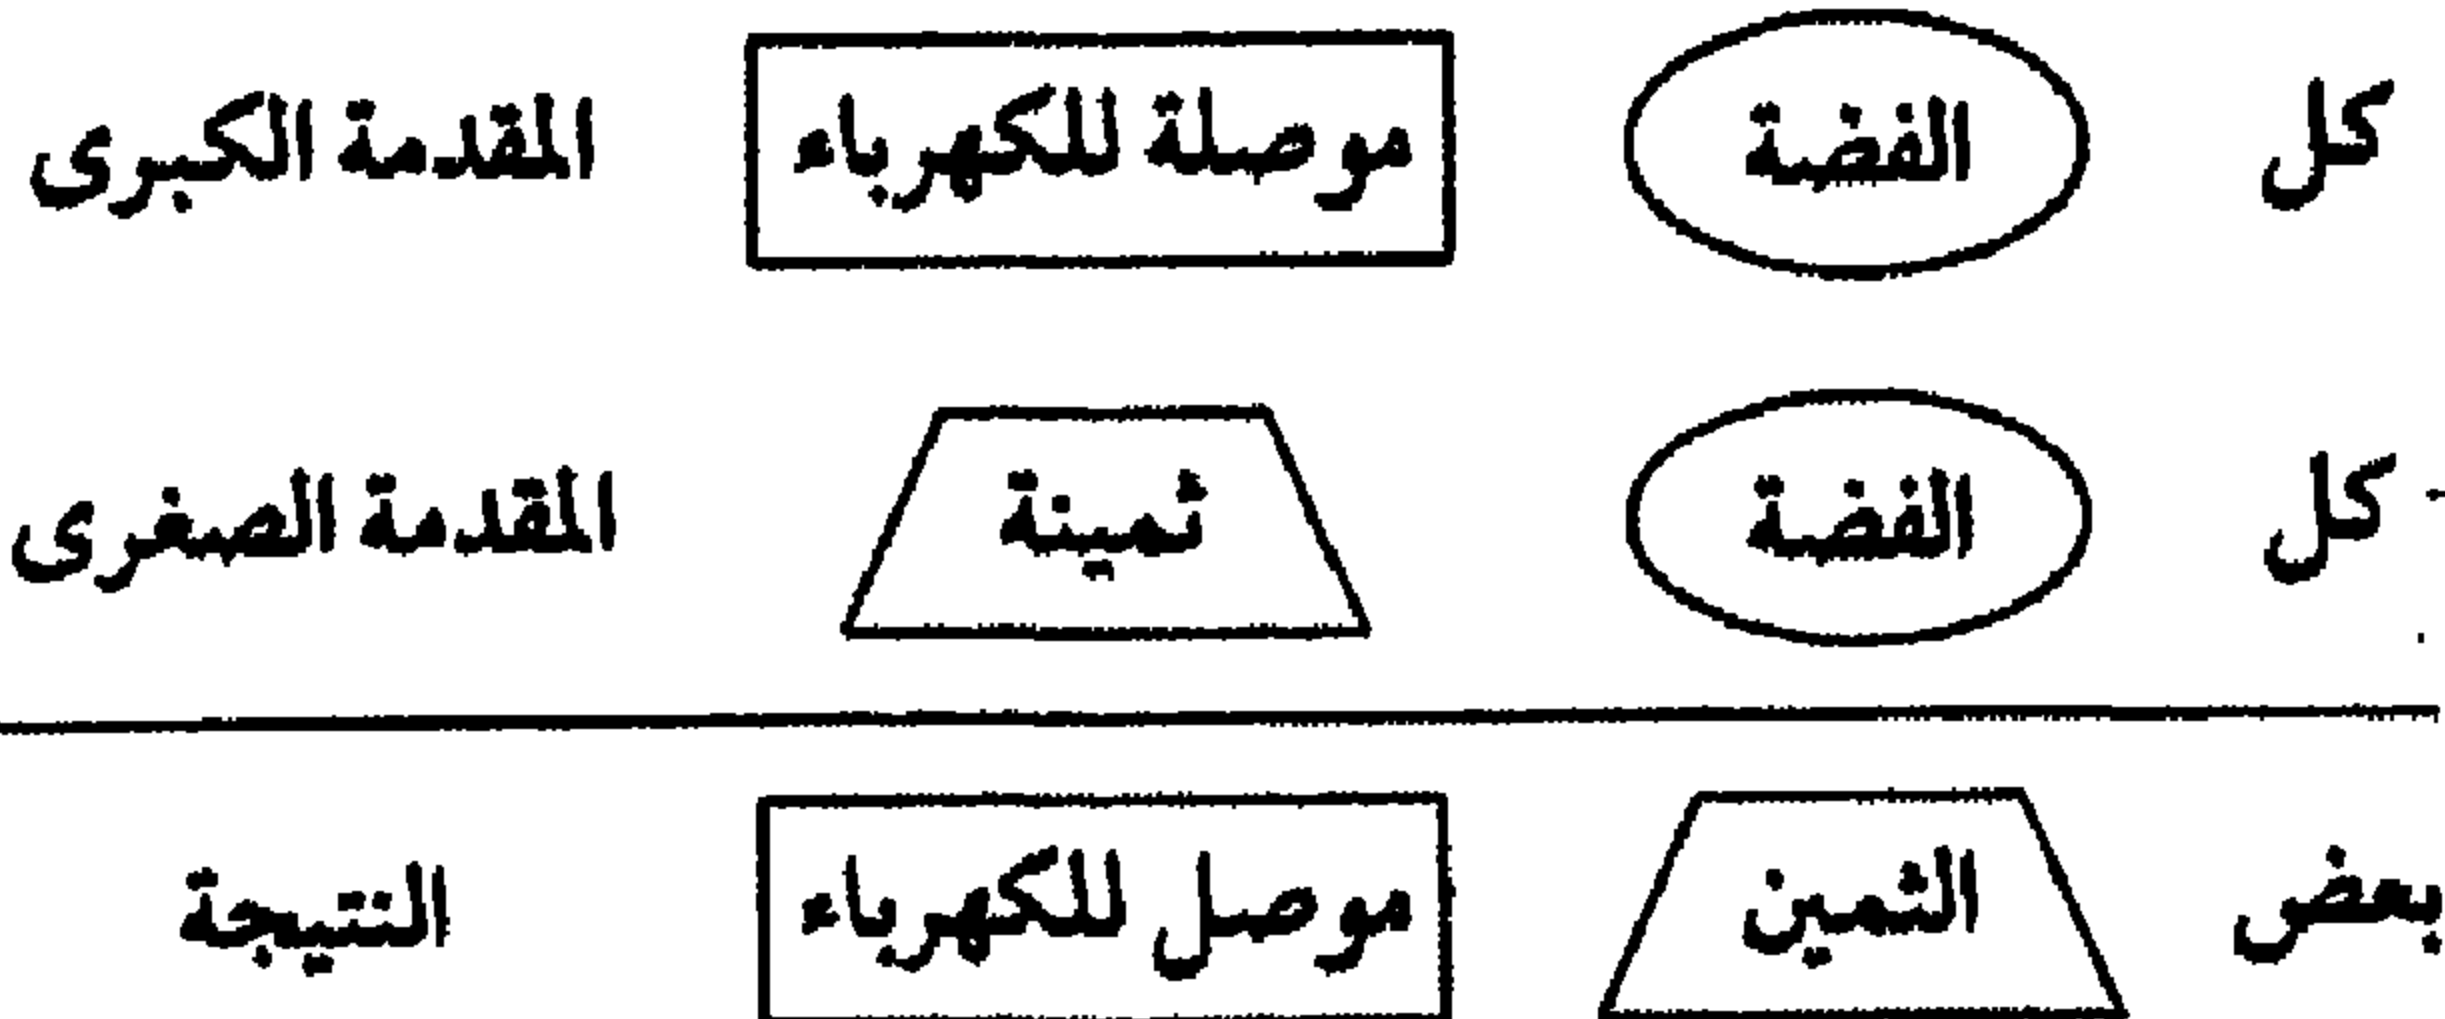 كل الفضة موصلة للكهرباء المقدمة الكبرى
كل الفضة ثمينة المقدمة الصغرى
بعض الثمين موصل للكهرباء النتيجة